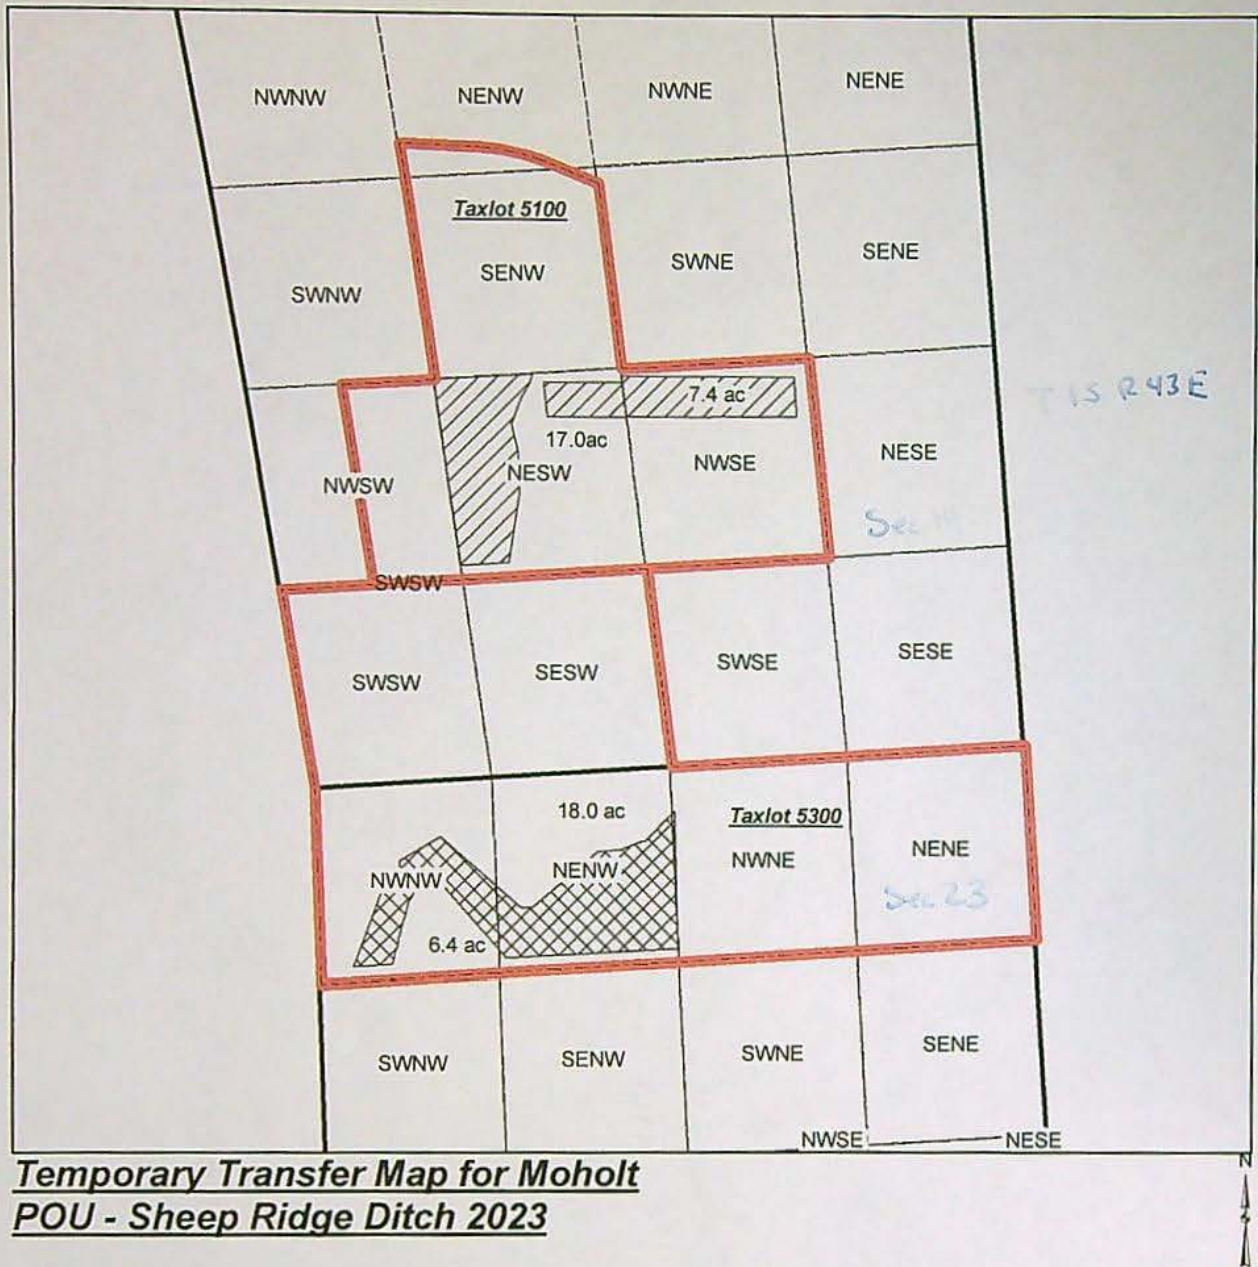 NWNW NENW NWNE NENE
Taxlot 5100
SWNW SENW SWNE SENE
T1S R43E
7.4 ac
17.0ac
NWSW NESW NWSE NESE
Sec 14
SWSW
SWSW SESW SWSE SESE
18.0 ac
Taxlot 5300
NWNW NENW NWNE NENE
Sec 23
6.4 ac
SWNW SENW SWNE SENE
NWSE NESE
Temporary Transfer Map for Moholt
POU - Sheep Ridge Ditch 2023
N